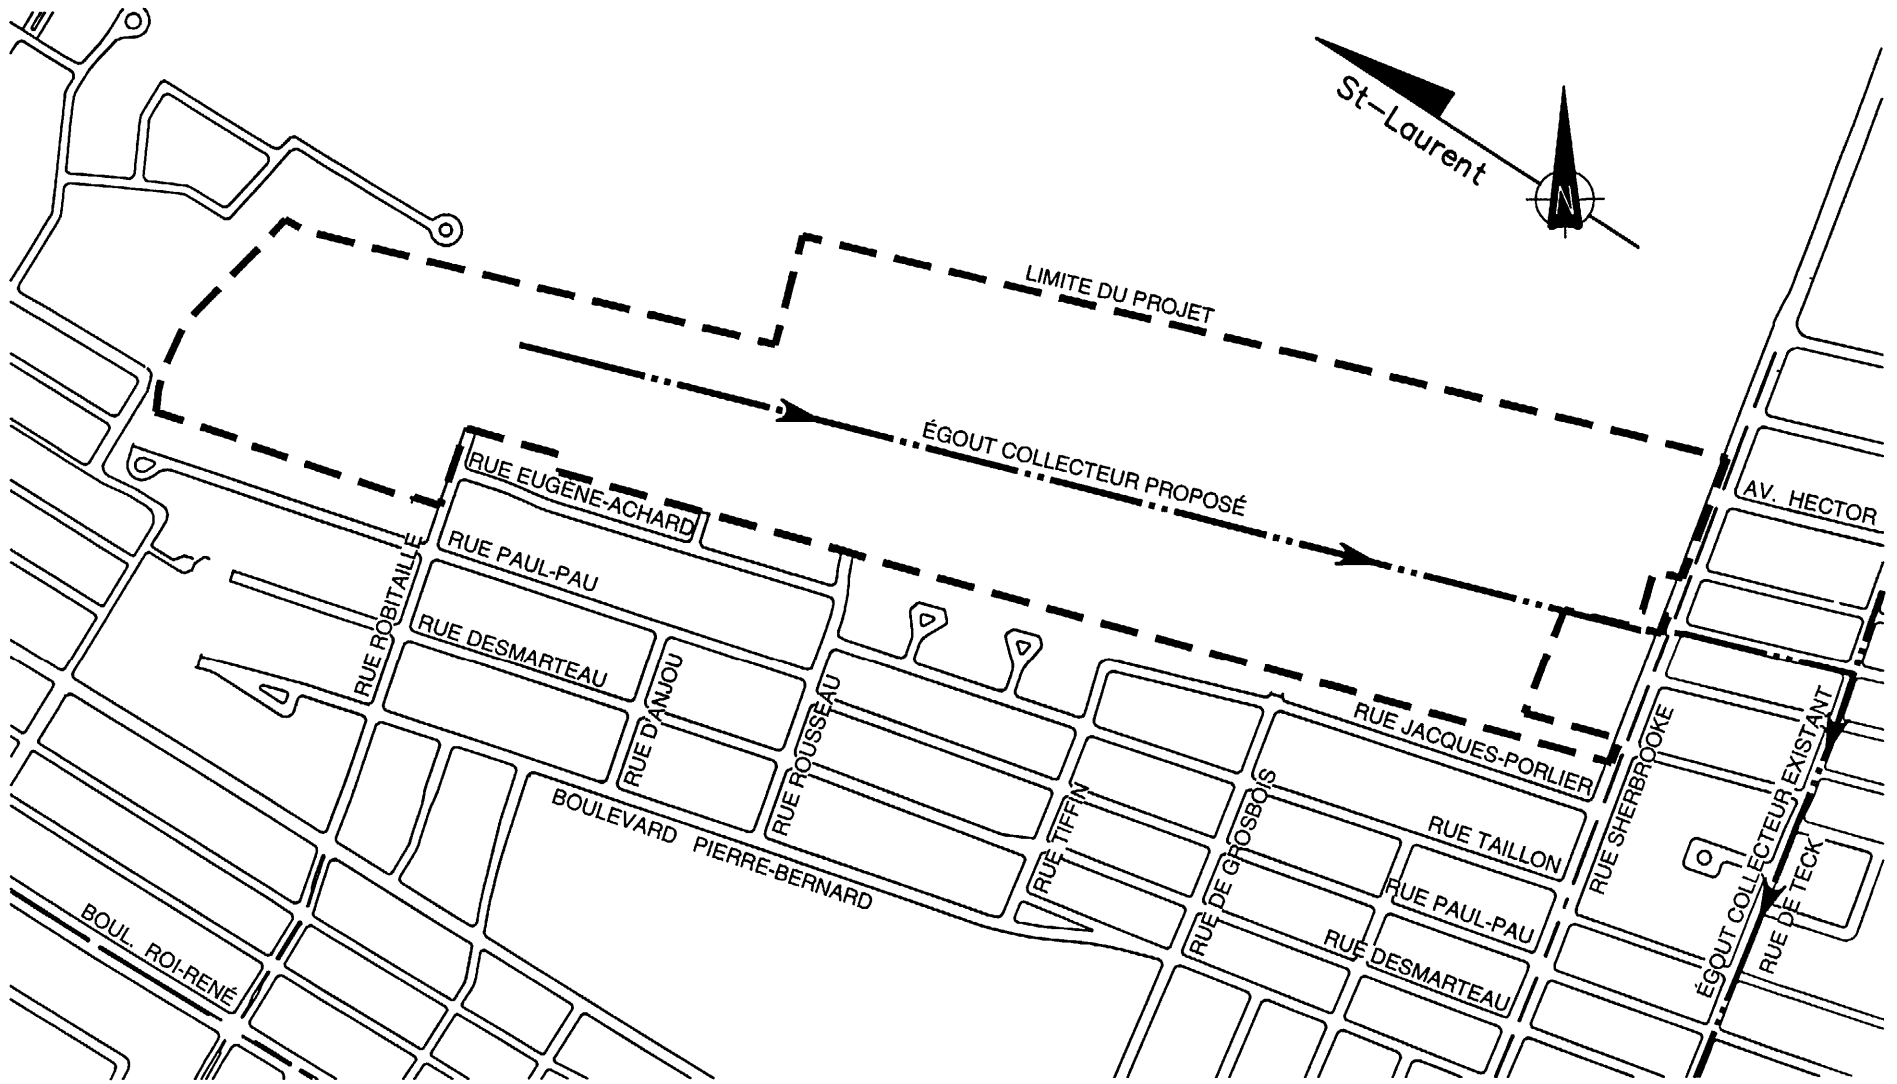 St-Laurent
N
LIMITE DU PROJET
ÉGOUT COLLECTEUR PROPOSÉ
AV. HECTOR
RUE EUGÈNE-ACHARD
RUE PAUL-PAU
RUE ROBITAILLE
RUE DESMARTEAU
RUE D'ANJOU
RUE ROUSSEAU
RUE JACQUES-PORLIER
RUE SHERBROOKE
ÉGOUT COLLECTEUR EXISTANT
RUE TIFFIN
RUE DE GROSBOIS
BOULEVARD PIERRE-BERNARD
RUE TAILLON
RUE DE TECK
RUE PAUL-PAU
RUE DESMARTEAU
BOUL. ROI-RENÉ